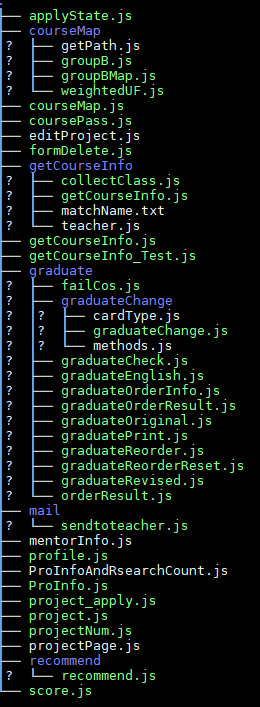 .
├── applyState.js
├── courseMap
│?  ├── getPath.js
│?  ├── groupB.js
│?  ├── groupBMap.js
│?  └── weightedUF.js
├── courseMap.js
├── coursePass.js
├── editProject.js
├── formDelete.js
├── getCourseInfo
│?  ├── collectClass.js
│?  ├── getCourseInfo.js
│?  ├── matchName.txt
│?  └── teacher.js
├── getCourseInfo.js
├── getCourseInfo_Test.js
├── graduate
│?  ├── failCos.js
│?  ├── graduateChange
│?  │?  ├── cardType.js
│?  │?  ├── graduateChange.js
│?  │?  └── methods.js
│?  ├── graduateCheck.js
│?  ├── graduateEnglish.js
│?  ├── graduateOrderInfo.js
│?  ├── graduateOrderResult.js
│?  ├── graduateOriginal.js
│?  ├── graduatePrint.js
│?  ├── graduateReorder.js
│?  ├── graduateReorderReset.js
│?  ├── graduateRevised.js
│?  └── orderResult.js
├── mail
│?  └── sendtoteacher.js
├── mentorInfo.js
├── profile.js
├── ProInfoAndRsearchCount.js
├── ProInfo.js
├── project_apply.js
├── project.js
├── projectNum.js
├── projectPage.js
├── recommend
│?  └── recommend.js
└── score.js